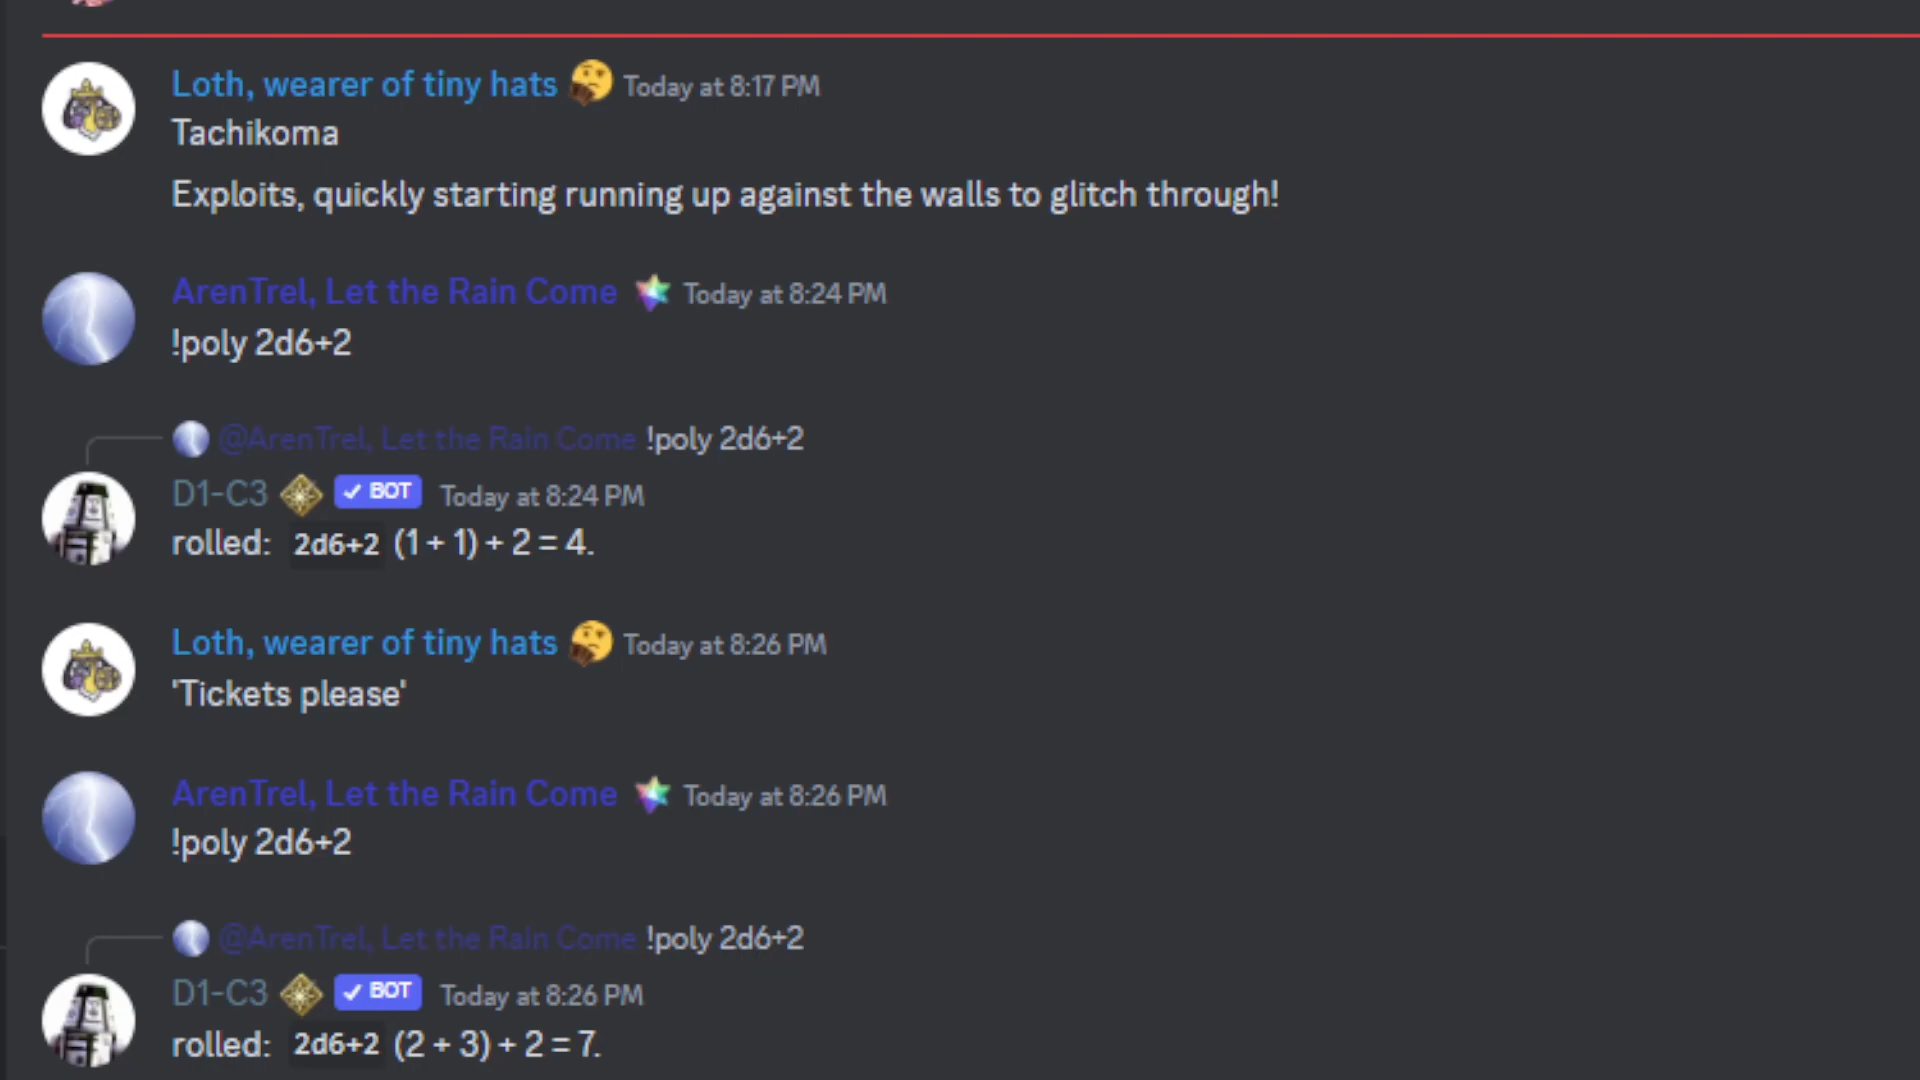 Loth, wearer of tiny hats Today at 8:17 PM
Tachikoma
Exploits, quickly starting running up against the walls to glitch through!
ArenTrel, Let the Rain Come Today at 8:24 PM
!poly 2d6+2
@ArenTrel, Let the Rain Come !poly 2d6+2
D1-C3 BOT Today at 8:24 PM
rolled: 2d6+2 (1 + 1) + 2 = 4.
Loth, wearer of tiny hats Today at 8:26 PM
'Tickets please'
ArenTrel, Let the Rain Come Today at 8:26 PM
!poly 2d6+2
@ArenTrel, Let the Rain Come !poly 2d6+2
D1-C3 BOT Today at 8:26 PM
rolled: 2d6+2 (2 + 3) + 2 = 7.